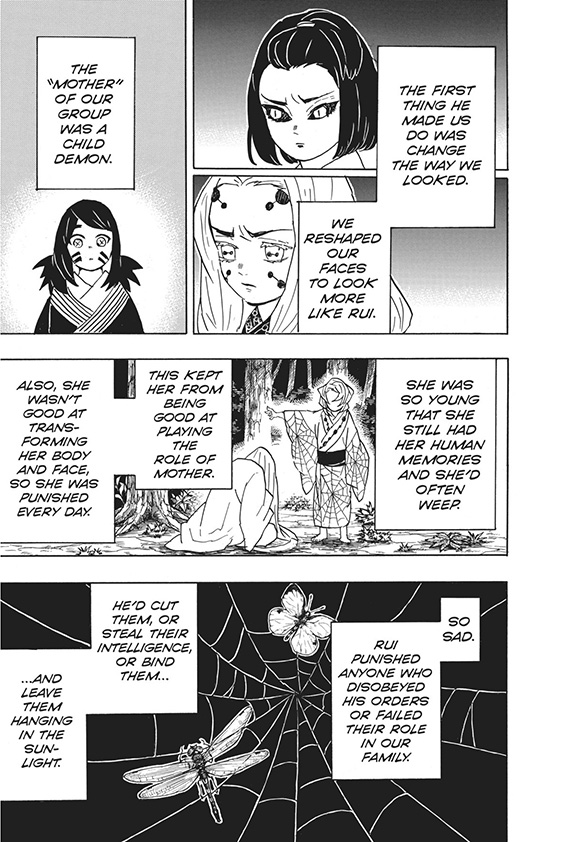 THE FIRST
THING HE
MADE US
DO WAS
CHANGE
THE WAY WE
LOOKED.
WE
RESHAPED
OUR
FACES
TO LOOK
MORE
LIKE RUI.
THE
"MOTHER"
OF OUR
GROUP
WAS A
CHILD
DEMON.
SHE WAS
SO YOUNG
THAT SHE
STILL HAD
HER HUMAN
MEMORIES
AND SHE'D
OFTEN
WEEP.
THIS KEPT
HER FROM
BEING
GOOD AT
PLAYING
THE
ROLE OF
MOTHER.
ALSO, SHE
WASN'T
GOOD AT
TRANS-
FORMING
HER BODY
AND FACE,
SO SHE WAS
PUNISHED
EVERY DAY.
SO
SAD.
RUI
PUNISHED
ANYONE WHO
DISOBEYED
HIS ORDERS
OR FAILED
THEIR ROLE
IN OUR
FAMILY.
HE'D CUT
THEM, OR
STEAL THEIR
INTELLIGENCE,
OR BIND
THEM...
...AND
LEAVE
THEM
HANGING
IN THE
SUN-
LIGHT.